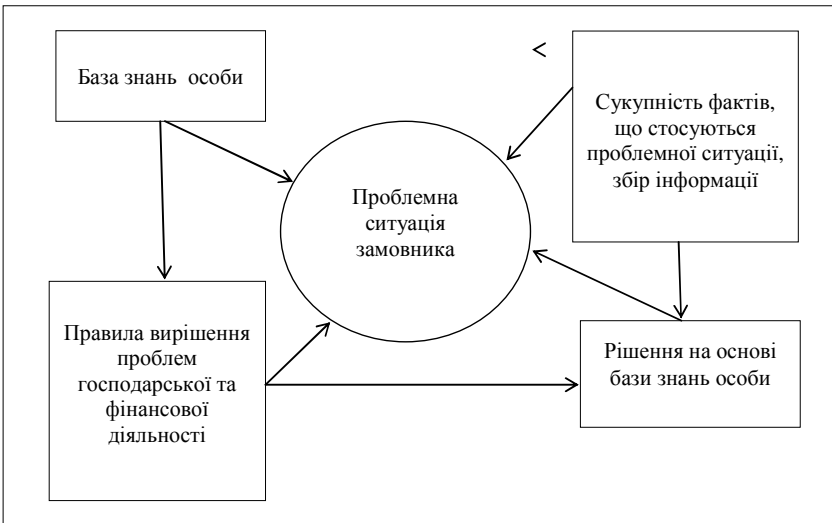 База знань особи
<
Сукупність фактів,
що стосуються
проблемної ситуації,
збір інформації
Проблемна
ситуація
замовника
Правила вирішення
проблем
господарської та
фінансової
діяльності
Рішення на основі
бази знань особи